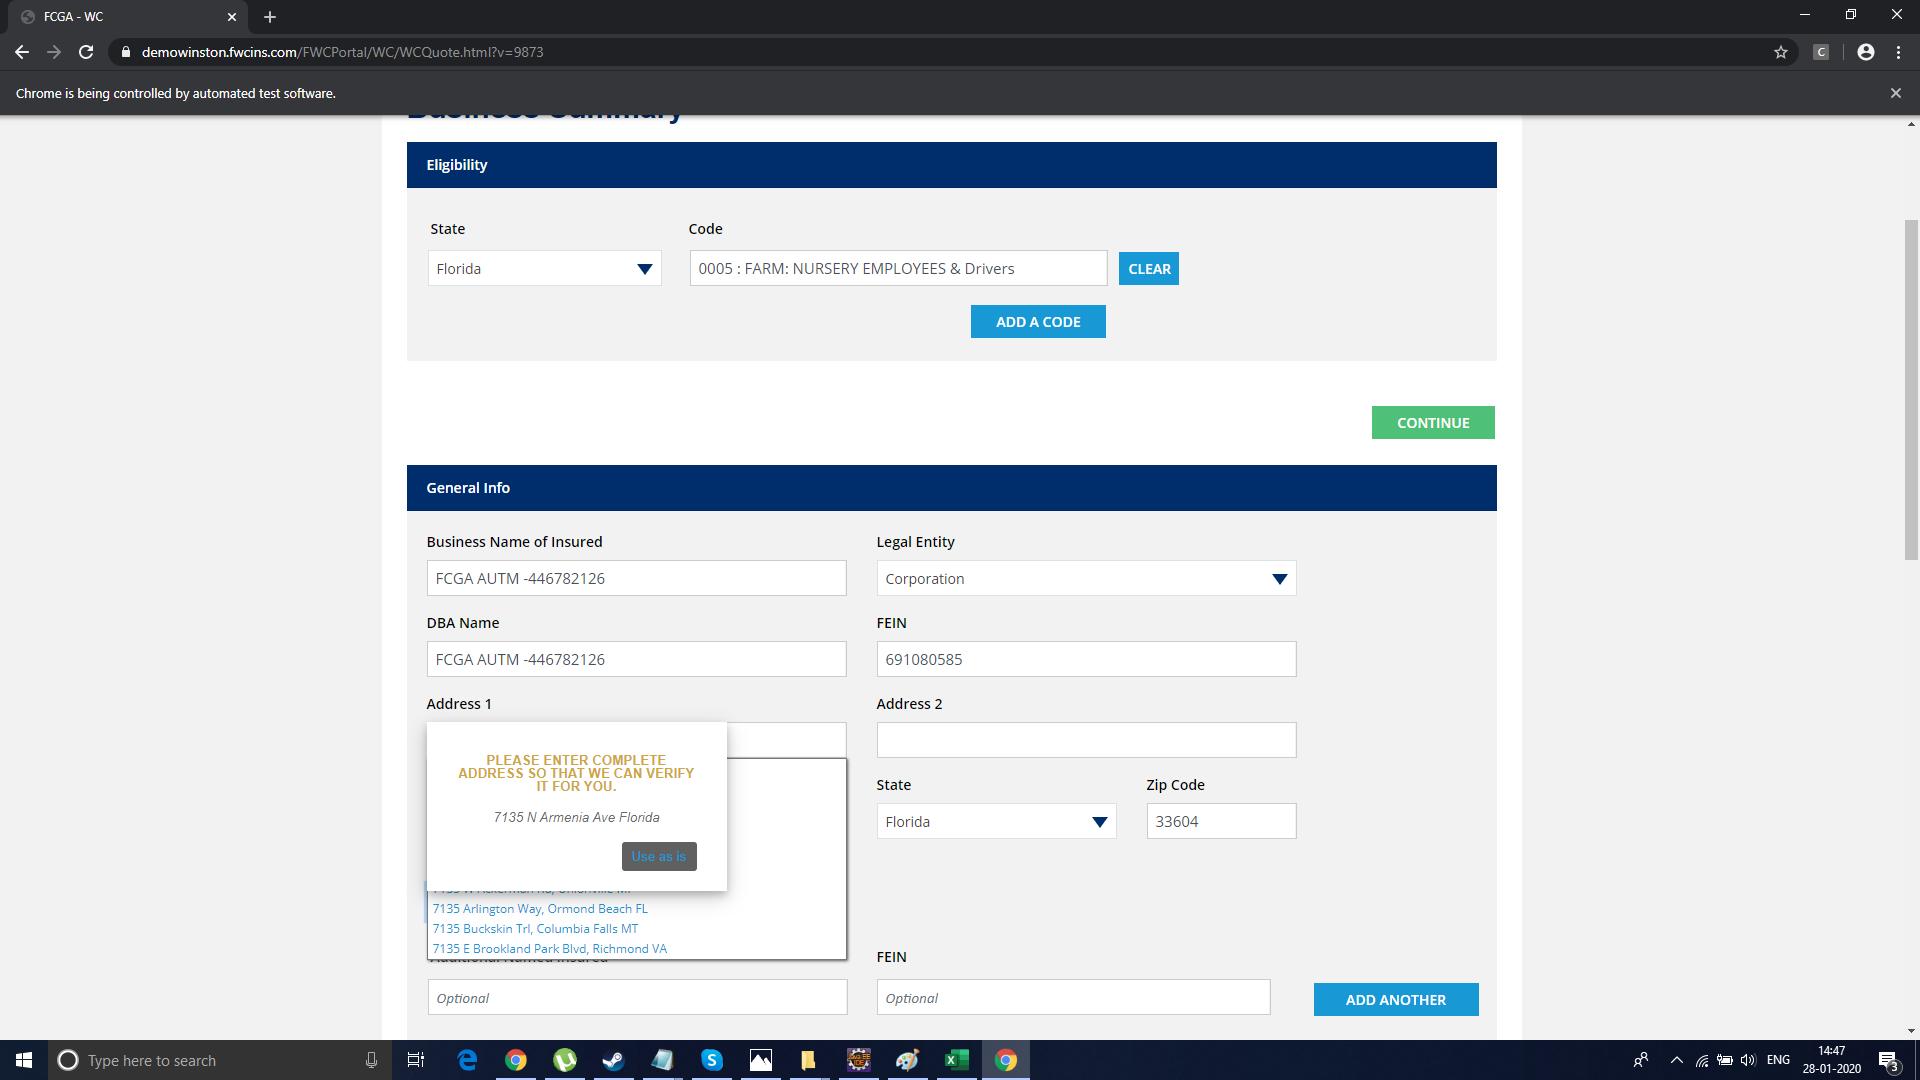 FCGA - WC
demowinston.fwcins.com/FWCPortal/WC/WCQuote.html?v=9873
C
Chrome is being controlled by automated test software.
Business Summary
Eligibility
State
Code
Florida
0005 : FARM: NURSERY EMPLOYEES & Drivers
CLEAR
ADD A CODE
CONTINUE
General Info
Business Name of Insured
Legal Entity
FCGA AUTM -446782126
Corporation
DBA Name
FEIN
FCGA AUTM -446782126
691080585
Address 1
Address 2
PLEASE ENTER COMPLETE
ADDRESS SO THAT WE CAN VERIFY
IT FOR YOU.
7135 N Armenia Ave Florida
Use as is
State
Zip Code
Florida
33604
7135 Arlington Way, Ormond Beach FL
7135 Buckskin Trl, Columbia Falls MT
7135 E Brookland Park Blvd, Richmond VA
Additional Named Insured
FEIN
Optional
Optional
ADD ANOTHER
Type here to search
ENG
14:47
28-01-2020
3